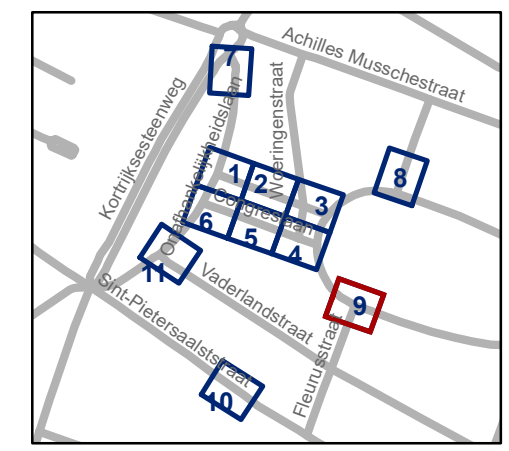 Achilles Musschestraat
7
Kortrijksesteenweg
Onafhankelijkheidslaan
Woeringenstraat
1
2
3
8
Congreslaan
6
5
4
11
Vaderlandstraat
9
Sint-Pietersaalststraat
Fleurusstraat
10